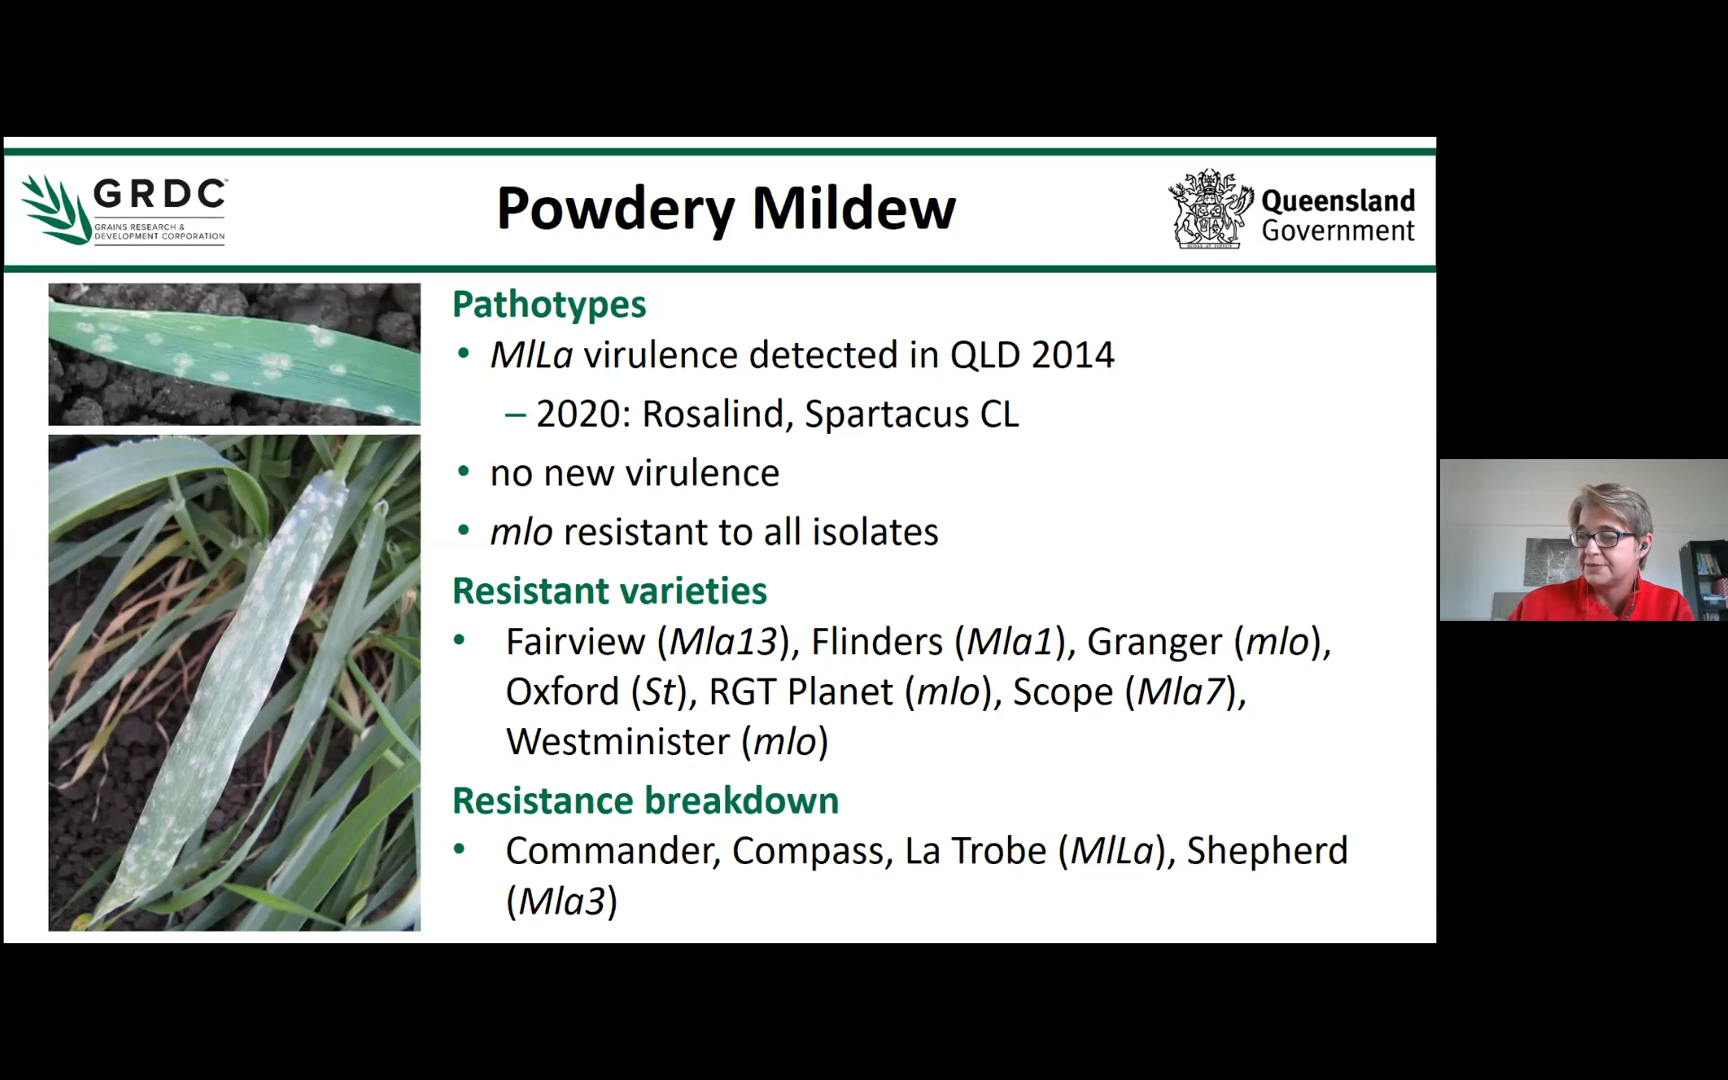 GRDC™
GRAINS RESEARCH &
DEVELOPMENT CORPORATION
Powdery Mildew
Queensland
Government
Pathotypes
• MlLa virulence detected in QLD 2014
– 2020: Rosalind, Spartacus CL
• no new virulence
• mlo resistant to all isolates
Resistant varieties
• Fairview (Mla13), Flinders (Mla1), Granger (mlo),
Oxford (St), RGT Planet (mlo), Scope (Mla7),
Westminister (mlo)
Resistance breakdown
• Commander, Compass, La Trobe (MlLa), Shepherd
(Mla3)